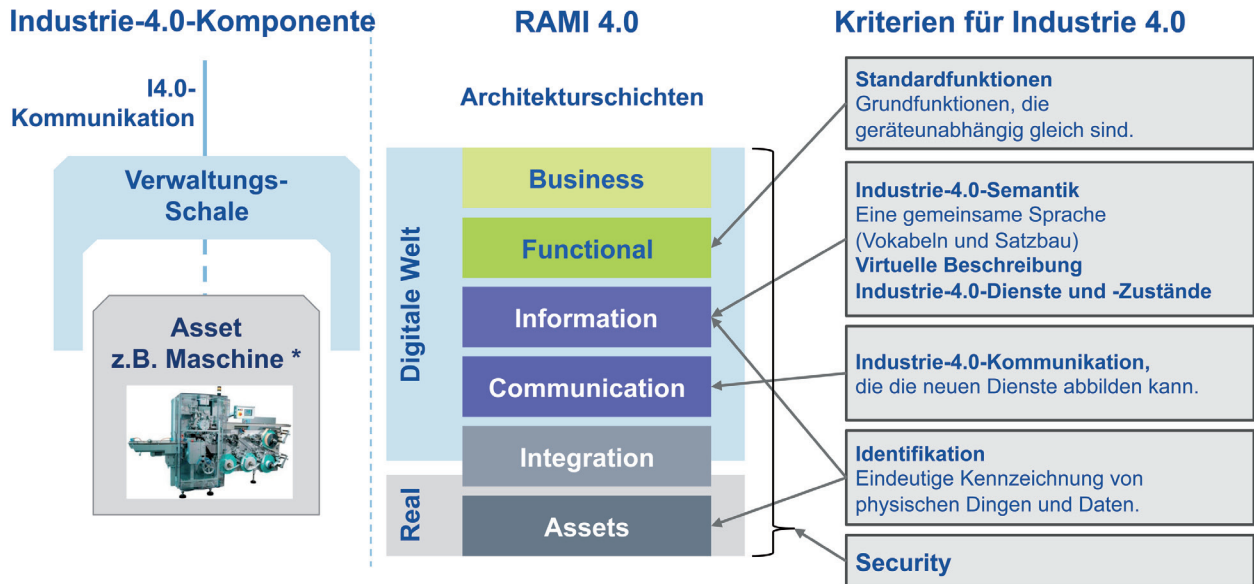 Industrie-4.0-Komponente
I4.0-
Kommunikation
Verwaltungs-
Schale
Asset
z.B. Maschine *
RAMI 4.0
Architekturschichten
Digitale Welt
Real
Business
Functional
Information
Communication
Integration
Assets
Kriterien für Industrie 4.0
Standardfunktionen
Grundfunktionen, die
geräteunabhängig gleich sind.
Industrie-4.0-Semantik
Eine gemeinsame Sprache
(Vokabeln und Satzbau)
Virtuelle Beschreibung
Industrie-4.0-Dienste und -Zustände
Industrie-4.0-Kommunikation,
die die neuen Dienste abbilden kann.
Identifikation
Eindeutige Kennzeichnung von
physischen Dingen und Daten.
Security